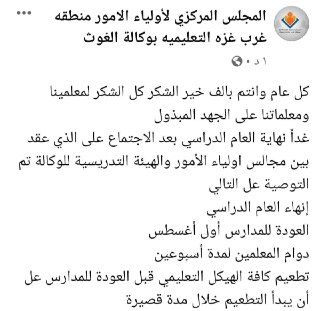 المجلس المركزي لأولياء الامور منطقه
غرب غزه التعليميه بوكالة الغوث
١ د •
كل عام وانتم بالف خير الشكر كل الشكر لمعلمينا
ومعلماتنا على الجهد المبذول
غداً نهاية العام الدراسي بعد الاجتماع على الذي عقد
بين مجالس اولياء الأمور والهيئة التدريسية للوكالة تم
التوصية عل التالي
إنهاء العام الدراسي
العودة للمدارس أول أغسطس
دوام المعلمين لمدة أسبوعين
تطعيم كافة الهيكل التعليمي قبل العودة للمدارس عل
أن يبدأ التطعيم خلال مدة قصيرة